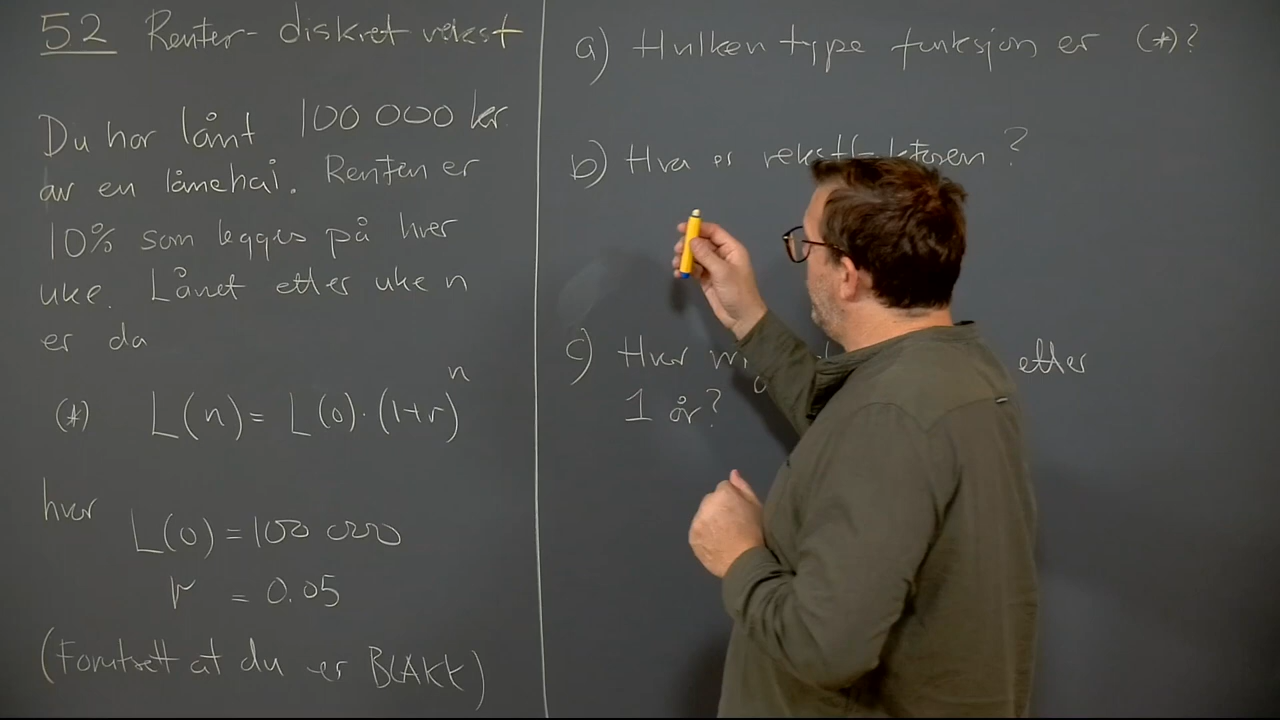 52 Renter - diskret vekst
Du har lånt 100 000 kr
av en lånehai. Renten er
10% som legges på hver
uke. Lånet etter uke n
er da
(*) L(n) = L(0) · (1+r)^n
hvor
L(0) = 100 000
r = 0.05
(Forutsett at du er BLAKK)
a) Hvilken type funksjon er (*)?
b) Hva er ?
c) Hvor etter
1 år?